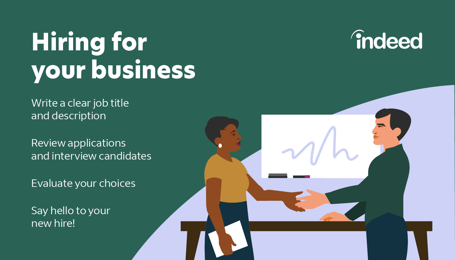 Hiring for
your business
indeed
Write a clear job title
and description
Review applications
and interview candidates
Evaluate your choices
Say hello to your
new hire!